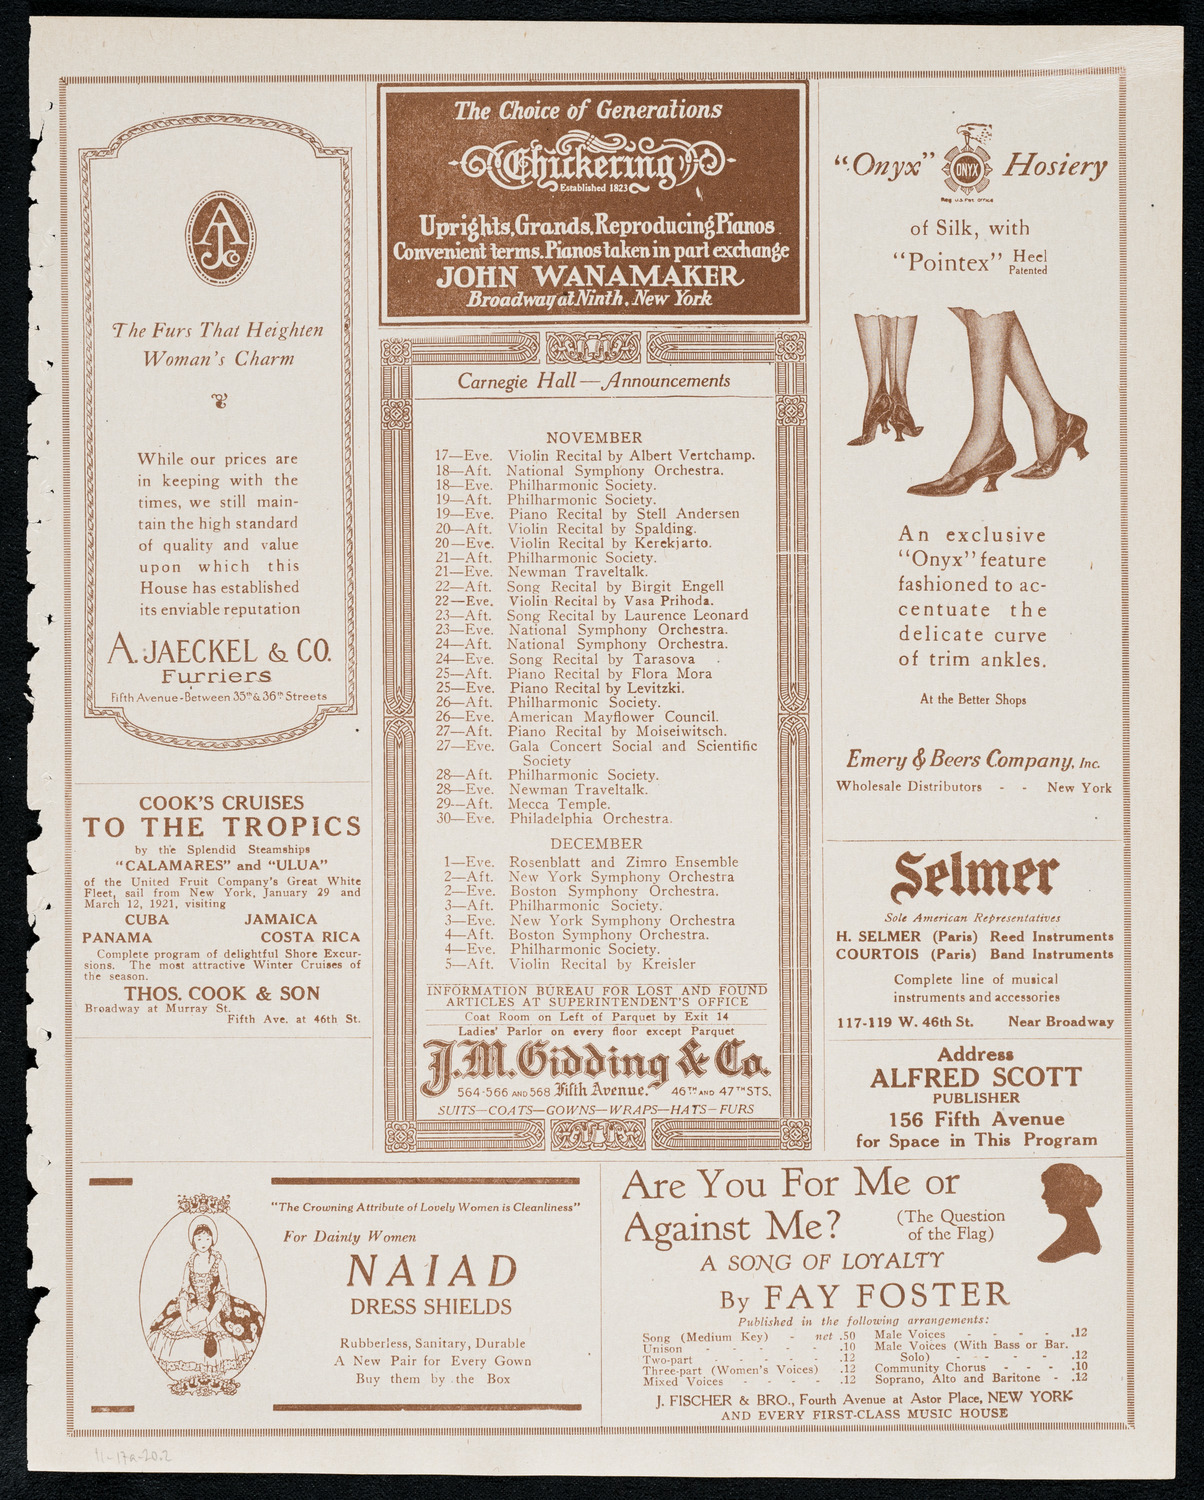 AJCo
The Furs That Heighten
Woman's Charm
While our prices are
in keeping with the
times, we still main-
tain the high standard
of quality and value
upon which this
House has established
its enviable reputation
A. JAECKEL & CO.
Furriers
Fifth Avenue-Between 35th & 36th Streets
COOK'S CRUISES
TO THE TROPICS
by the Splendid Steamships
"CALAMARES" and "ULUA"
of the United Fruit Company's Great White
Fleet, sail from New York, January 29 and
March 12, 1921, visiting
CUBA JAMAICA
PANAMA COSTA RICA
Complete program of delightful Shore Excur-
sions. The most attractive Winter Cruises of
the season.
THOS. COOK & SON
Broadway at Murray St.
Fifth Ave. at 46th St.
The Choice of Generations
Chickering
Established 1823
Uprights, Grands, Reproducing Pianos
Convenient terms. Pianos taken in part exchange
JOHN WANAMAKER
Broadway at Ninth, New York
Carnegie Hall — Announcements
NOVEMBER
17—Eve. Violin Recital by Albert Vertchamp.
18—Aft. National Symphony Orchestra.
18—Eve. Philharmonic Society.
19—Aft. Philharmonic Society.
19—Eve. Piano Recital by Stell Andersen
20—Aft. Violin Recital by Spalding.
20—Eve. Violin Recital by Kerekjarto.
21—Aft. Philharmonic Society.
21—Eve. Newman Traveltalk.
22—Aft. Song Recital by Birgit Engell
22—Eve. Violin Recital by Vasa Prihoda.
23—Aft. Song Recital by Laurence Leonard
23—Eve. National Symphony Orchestra.
24—Aft. National Symphony Orchestra.
24—Eve. Song Recital by Tarasova
25—Aft. Piano Recital by Flora Mora
25—Eve. Piano Recital by Levitzki.
26—Aft. Philharmonic Society.
26—Eve. American Mayflower Council.
27—Aft. Piano Recital by Moiseiwitsch.
27—Eve. Gala Concert Social and Scientific
Society
28—Aft. Philharmonic Society.
28—Eve. Newman Traveltalk.
29—Aft. Mecca Temple.
30—Eve. Philadelphia Orchestra.
DECEMBER
1—Eve. Rosenblatt and Zimro Ensemble
2—Aft. New York Symphony Orchestra
2—Eve. Boston Symphony Orchestra.
3—Aft. Philharmonic Society.
3—Eve. New York Symphony Orchestra
4—Aft. Boston Symphony Orchestra.
4—Eve. Philharmonic Society.
5—Aft. Violin Recital by Kreisler
INFORMATION BUREAU FOR LOST AND FOUND
ARTICLES AT SUPERINTENDENT'S OFFICE
Coat Room on Left of Parquet by Exit 14
Ladies' Parlor on every floor except Parquet
J.M. Gidding & Co.
564-566 AND 568 Fifth Avenue. 46TH AND 47TH STS.
SUITS—COATS—GOWNS—WRAPS—HATS—FURS
"Onyx" ONYX Hosiery
Reg U.S. Pat Office
of Silk, with
"Pointex" Heel
Patented
An exclusive
"Onyx" feature
fashioned to ac-
centuate the
delicate curve
of trim ankles.
At the Better Shops
Emery & Beers Company, Inc.
Wholesale Distributors - - New York
Selmer
Sole American Representatives
H. SELMER (Paris) Reed Instruments
COURTOIS (Paris) Band Instruments
Complete line of musical
instruments and accessories
117-119 W. 46th St. Near Broadway
Address
ALFRED SCOTT
PUBLISHER
156 Fifth Avenue
for Space in This Program
"The Crowning Attribute of Lovely Women is Cleanliness"
For Dainty Women
NAIAD
DRESS SHIELDS
Rubberless, Sanitary, Durable
A New Pair for Every Gown
Buy them by the Box
Are You For Me or
Against Me? (The Question
of the Flag)
A SONG OF LOYALTY
By FAY FOSTER
Published in the following arrangements:
Song (Medium Key) - net .50
Unison - - - - - .10
Two-part - - - - - .12
Three-part (Women's Voices) .12
Mixed Voices - - - - .12
Male Voices - - - - .12
Male Voices (With Bass or Bar.
Solo) - - - - - .12
Community Chorus - - - .10
Soprano, Alto and Baritone - .12
J. FISCHER & BRO., Fourth Avenue at Astor Place, NEW YORK
AND EVERY FIRST-CLASS MUSIC HOUSE
11-17a-20.2